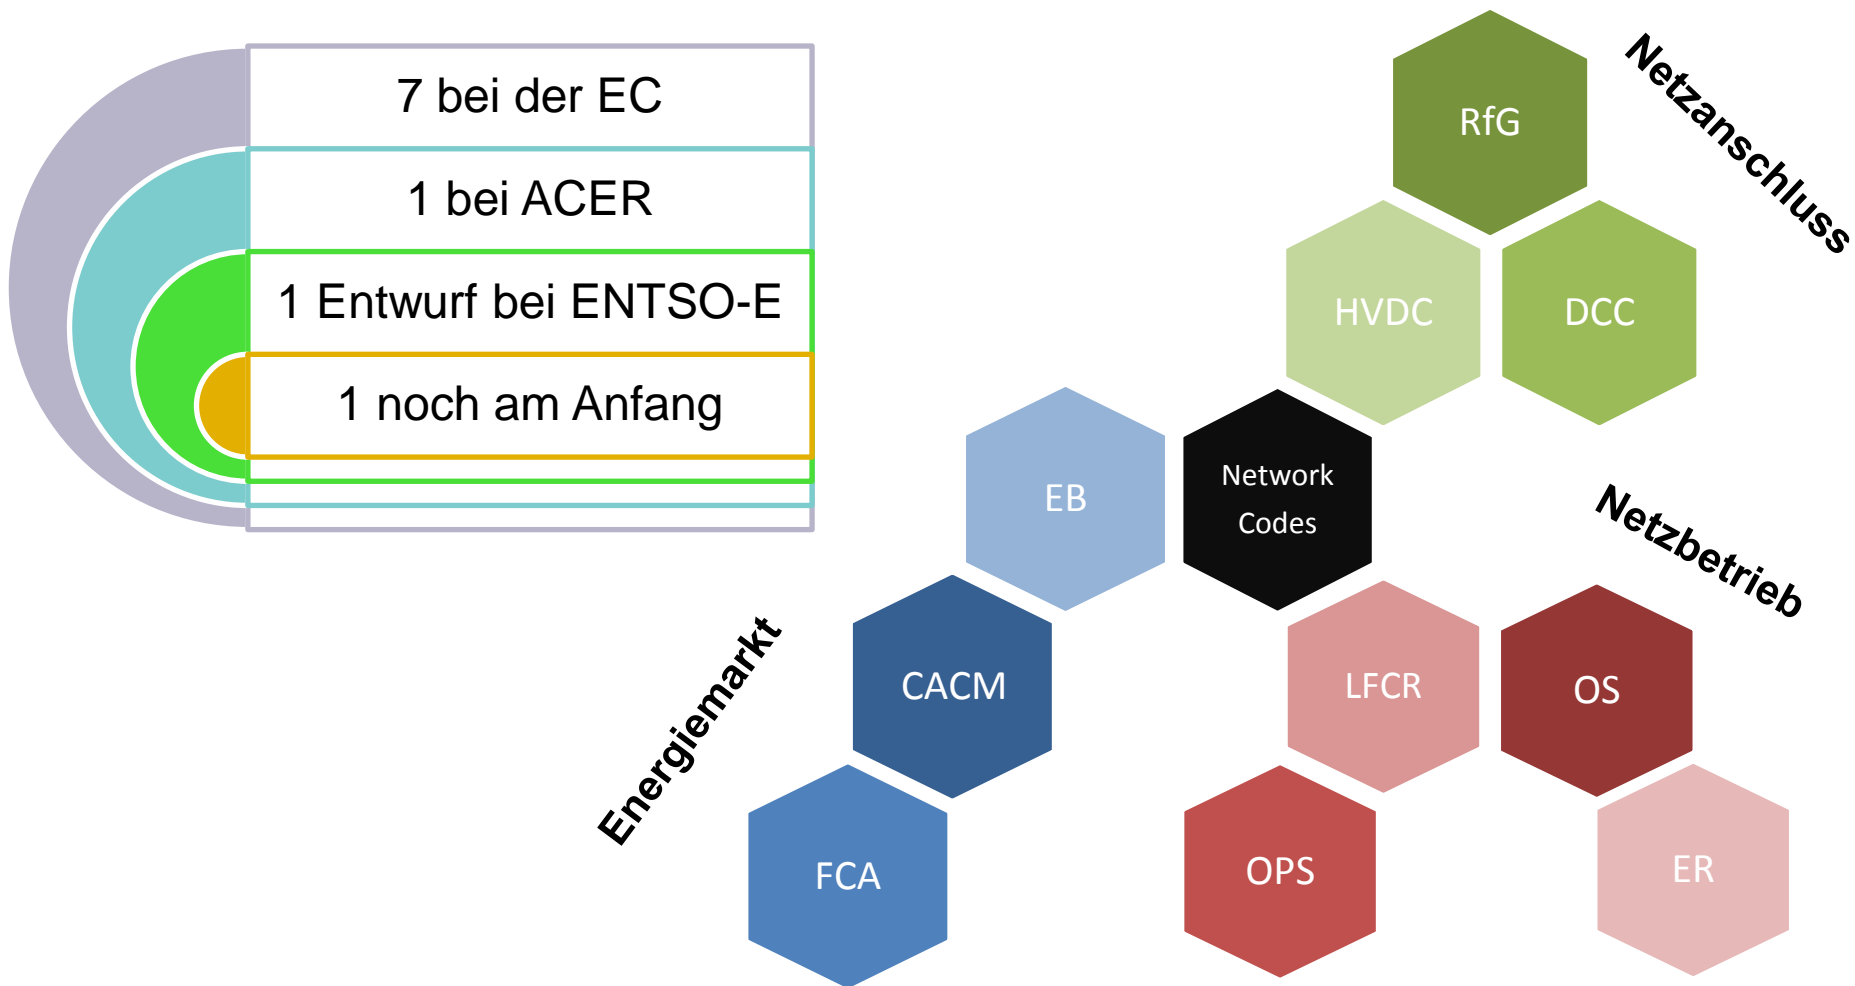 7 bei der EC
1 bei ACER
1 Entwurf bei ENTSO-E
1 noch am Anfang
Netzanschluss
RfG
HVDC
DCC
Network
Codes
Netzbetrieb
LFCR
OS
OPS
ER
Energiemarkt
EB
CACM
FCA